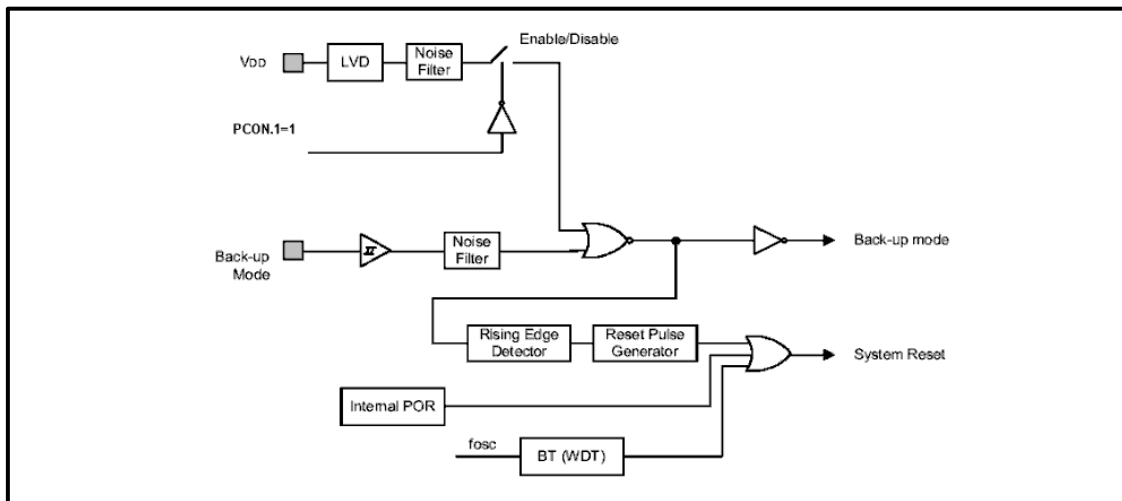 Enable/Disable
VDD
LVD
Noise
Filter
PCON.1=1
Back-up
Mode
Noise
Filter
Back-up mode
Rising Edge
Detector
Reset Pulse
Generator
System Reset
Internal POR
fosc
BT (WDT)